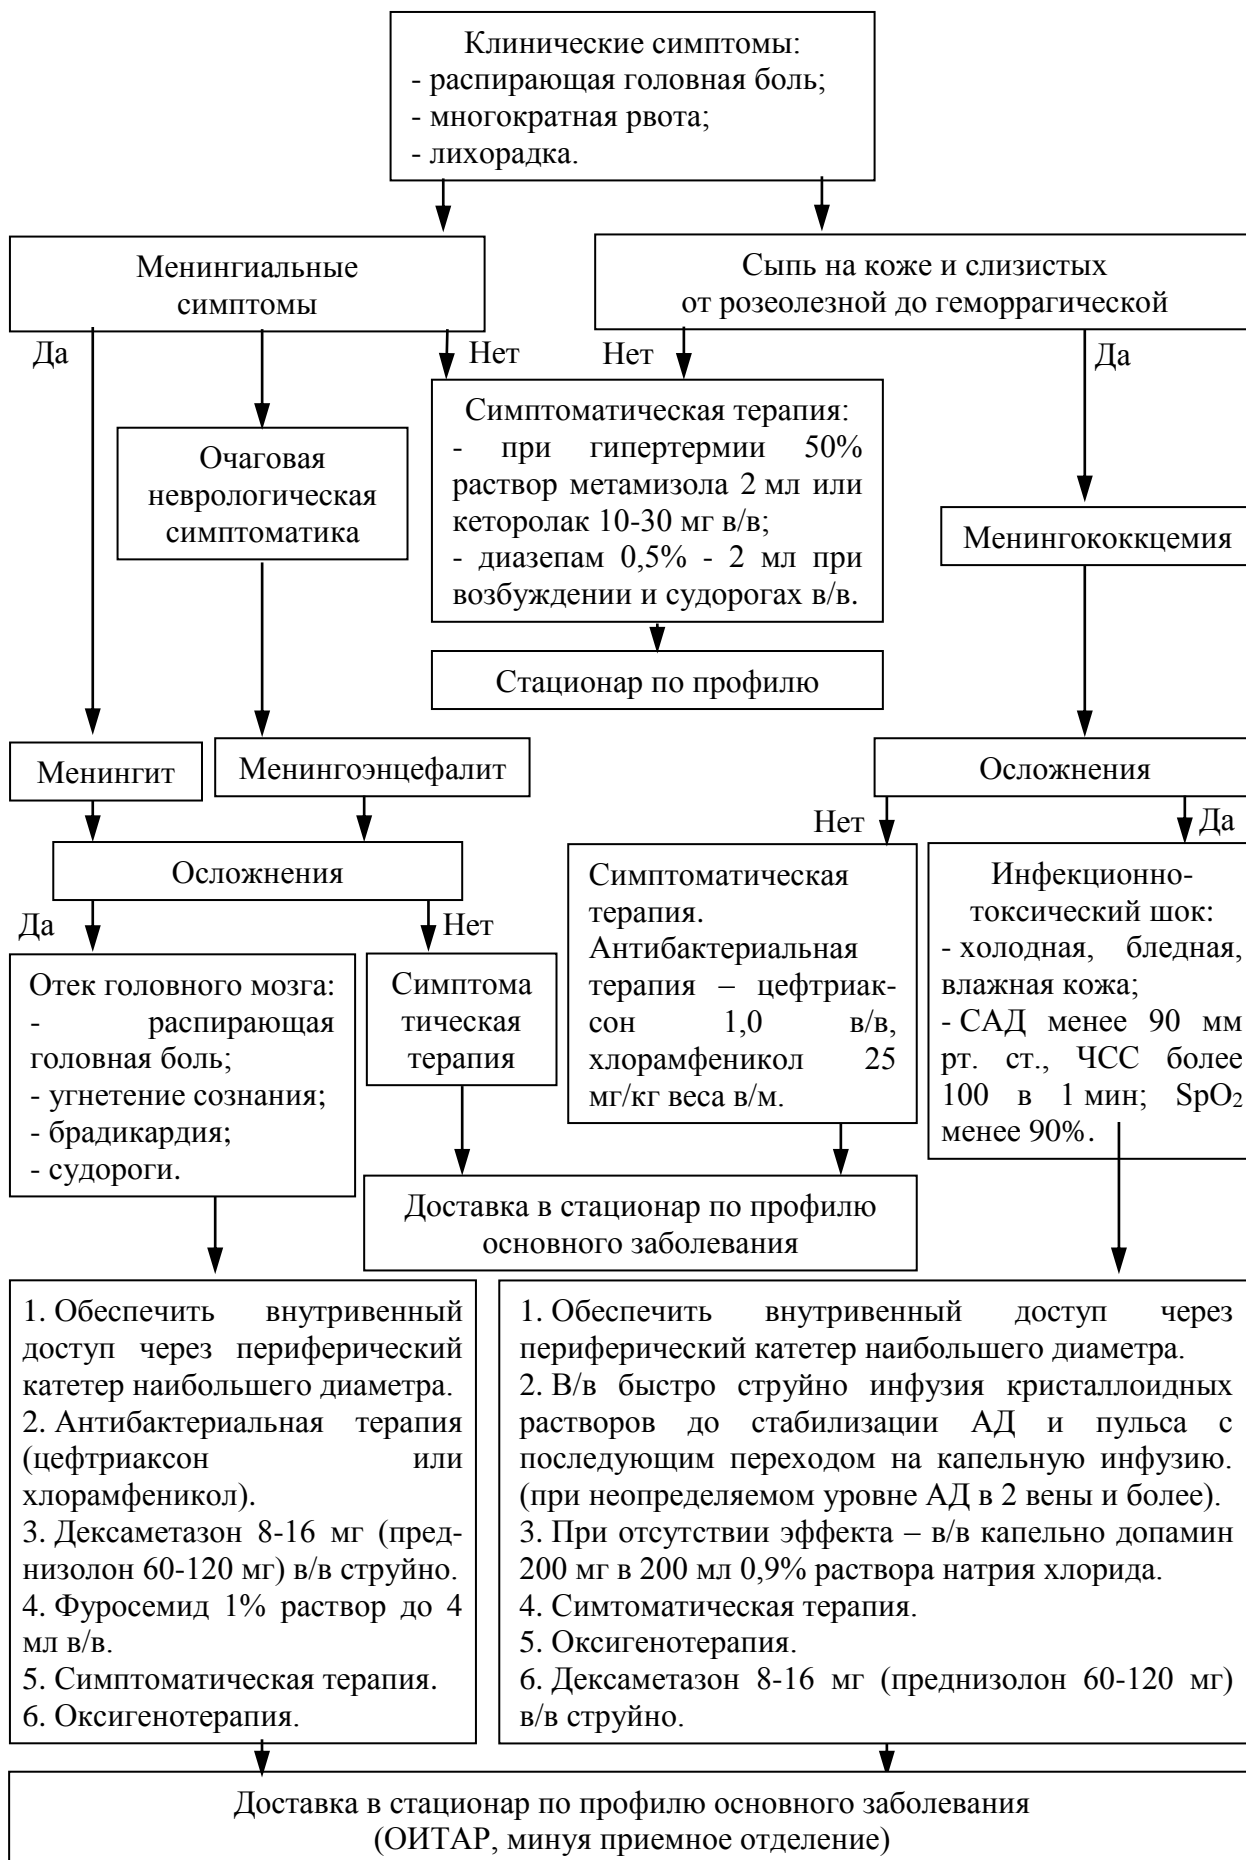 Клинические симптомы:
- распирающая головная боль;
- многократная рвота;
- лихорадка.
Менингиальные
симптомы
Сыпь на коже и слизистых
от розеолезной до геморрагической
Да
Нет
Нет
Да
Очаговая
неврологическая
симптоматика
Симптоматическая терапия:
- при гипертермии 50%
раствор метамизола 2 мл или
кеторолак 10-30 мг в/в;
- диазепам 0,5% - 2 мл при
возбуждении и судорогах в/в.
Менингококкцемия
Стационар по профилю
Менингит
Менингоэнцефалит
Осложнения
Нет
Да
Осложнения
Да
Нет
Отек головного мозга:
- распирающая
головная боль;
- угнетение сознания;
- брадикардия;
- судороги.
Симптома
тическая
терапия
Симптоматическая
терапия.
Антибактериальная
терапия – цефтриак-
сон 1,0 в/в,
хлорамфеникол 25
мг/кг веса в/м.
Инфекционно-
токсический шок:
- холодная, бледная,
влажная кожа;
- САД менее 90 мм
рт. ст., ЧСС более
100 в 1 мин; SpO₂
менее 90%.
Доставка в стационар по профилю
основного заболевания
1. Обеспечить внутривенный
доступ через периферический
катетер наибольшего диаметра.
2. Антибактериальная терапия
(цефтриаксон или
хлорамфеникол).
3. Дексаметазон 8-16 мг (пред-
низолон 60-120 мг) в/в струйно.
4. Фуросемид 1% раствор до 4
мл в/в.
5. Симптоматическая терапия.
6. Оксигенотерапия.
1. Обеспечить внутривенный доступ через
периферический катетер наибольшего диаметра.
2. В/в быстро струйно инфузия кристаллоидных
растворов до стабилизации АД и пульса с
последующим переходом на капельную инфузию.
(при неопределяемом уровне АД в 2 вены и более).
3. При отсутствии эффекта – в/в капельно допамин
200 мг в 200 мл 0,9% раствора натрия хлорида.
4. Симтоматическая терапия.
5. Оксигенотерапия.
6. Дексаметазон 8-16 мг (преднизолон 60-120 мг)
в/в струйно.
Доставка в стационар по профилю основного заболевания
(ОИТАР, минуя приемное отделение)